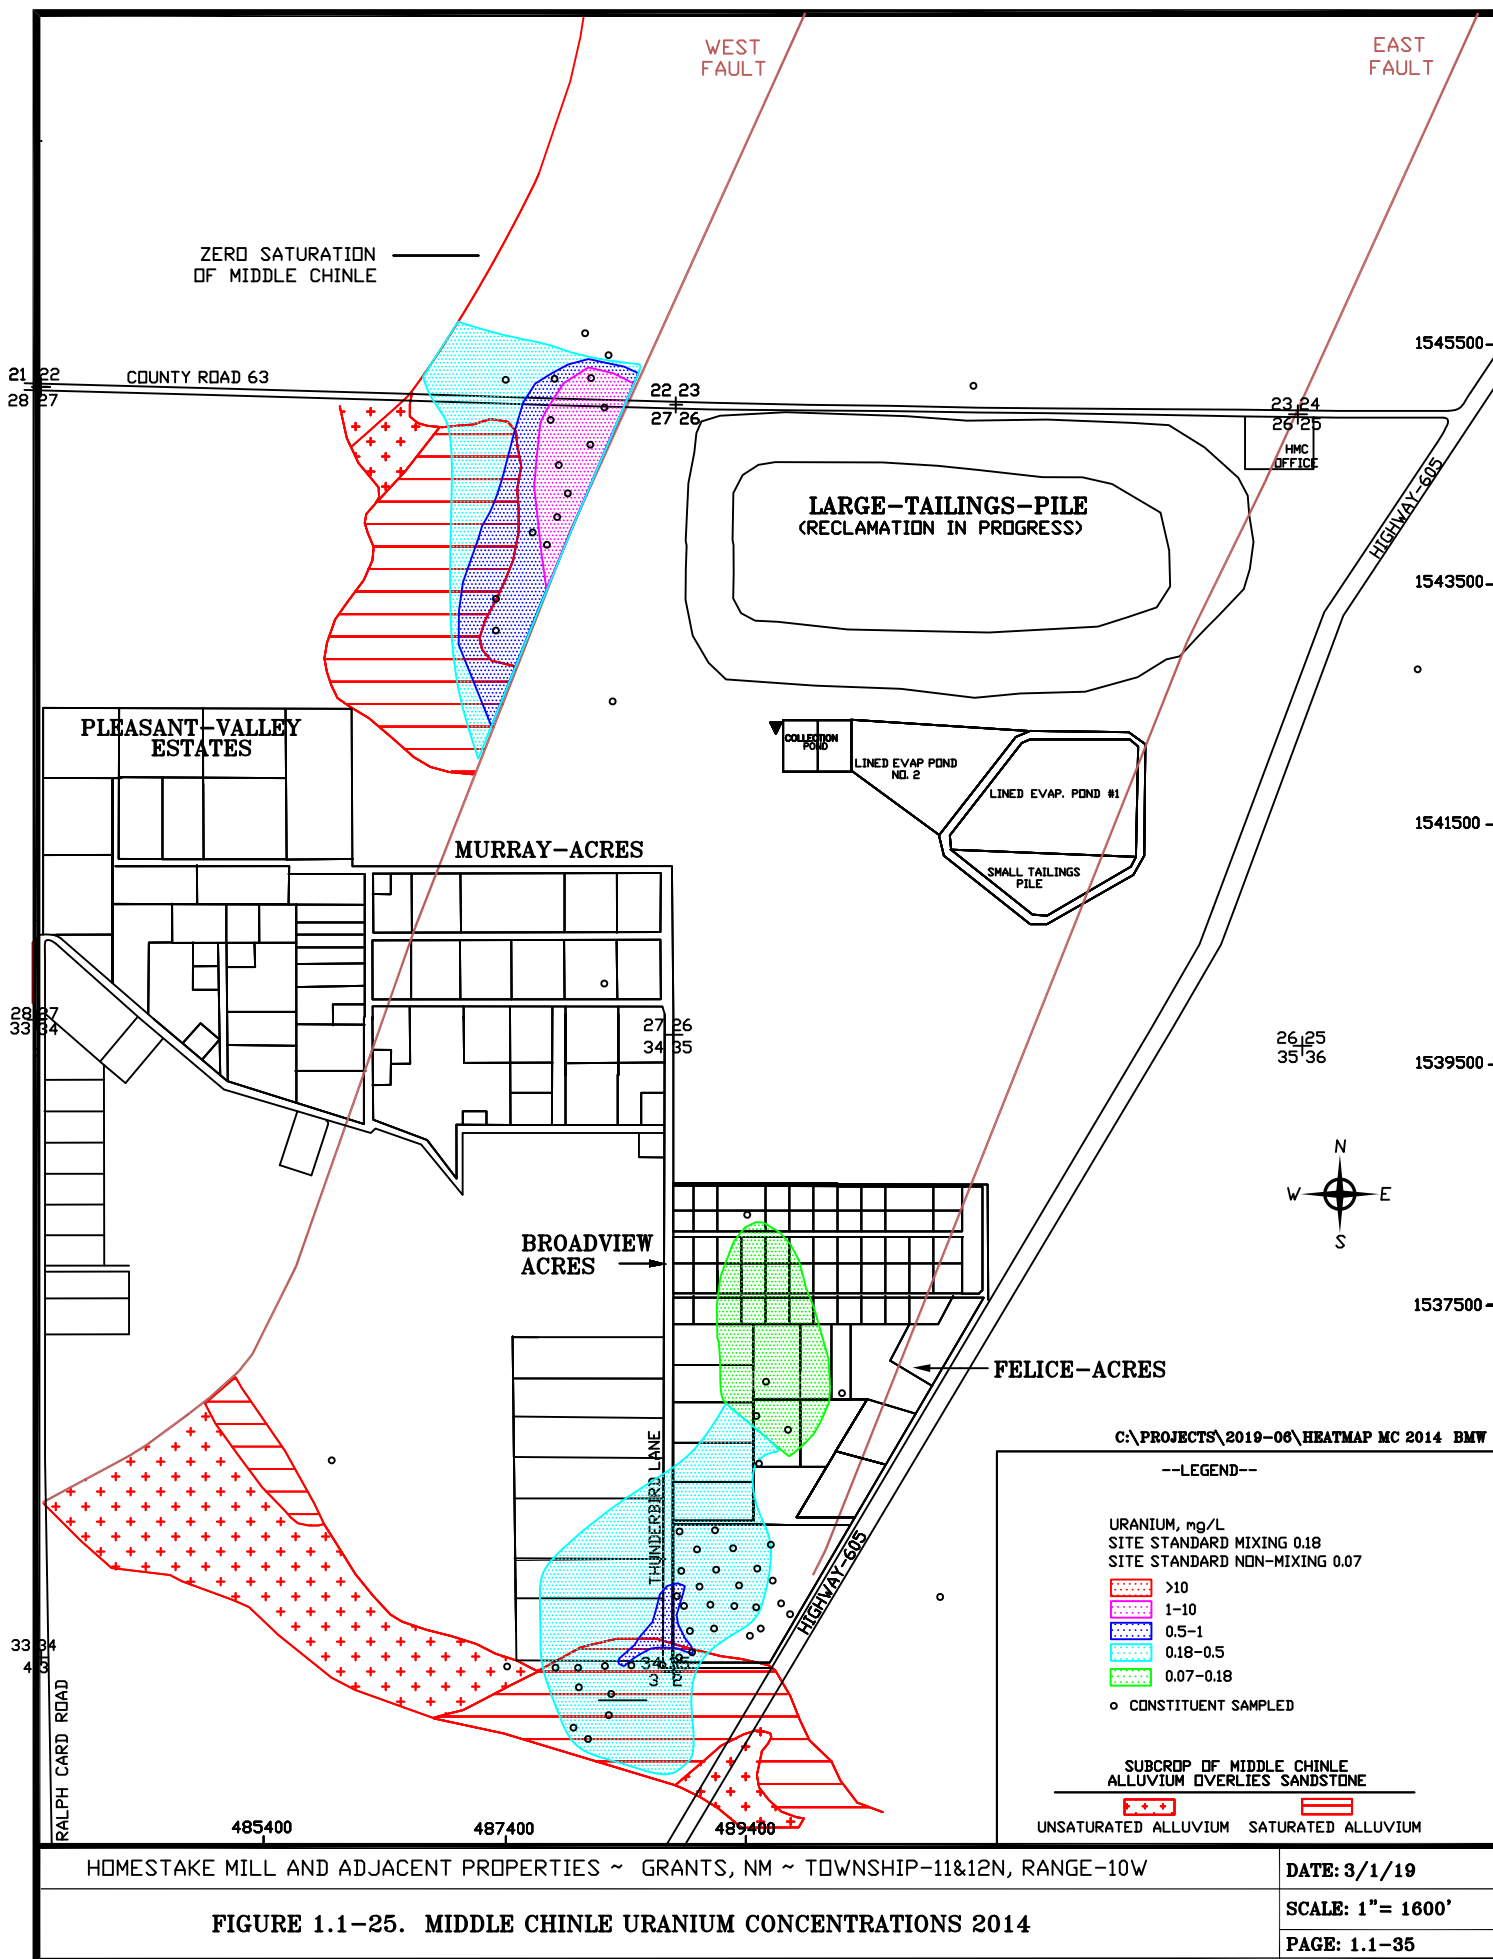 WEST
FAULT
EAST
FAULT
ZERO SATURATION
OF MIDDLE CHINLE
1545500
21 22
28 27
COUNTY ROAD 63
22 23
27 26
23 24
26 25
HMC
OFFICE
HIGHWAY-605
LARGE-TAILINGS-PILE
(RECLAMATION IN PROGRESS)
1543500
PLEASANT-VALLEY
ESTATES
COLLECTION
POND
LINED EVAP POND
NO. 2
LINED EVAP. POND #1
1541500
MURRAY-ACRES
SMALL TAILINGS
PILE
28 27
33 34
27 26
34 35
26 25
35 36
1539500
N
W E
S
BROADVIEW
ACRES
1537500
FELICE-ACRES
THUNDERBIRD LANE
HIGHWAY-605
C:\PROJECTS\2019-06\HEATMAP MC 2014 BMW
--LEGEND--
URANIUM, mg/L
SITE STANDARD MIXING 0.18
SITE STANDARD NON-MIXING 0.07
>10
1-10
0.5-1
0.18-0.5
0.07-0.18
CONSTITUENT SAMPLED
33 34
4 3
34
3 2
RALPH CARD ROAD
SUBCROP OF MIDDLE CHINLE
ALLUVIUM OVERLIES SANDSTONE
UNSATURATED ALLUVIUM SATURATED ALLUVIUM
485400
487400
489400
HOMESTAKE MILL AND ADJACENT PROPERTIES ~ GRANTS, NM ~ TOWNSHIP-11&12N, RANGE-10W
DATE: 3/1/19
FIGURE 1.1-25. MIDDLE CHINLE URANIUM CONCENTRATIONS 2014
SCALE: 1"= 1600'
PAGE: 1.1-35